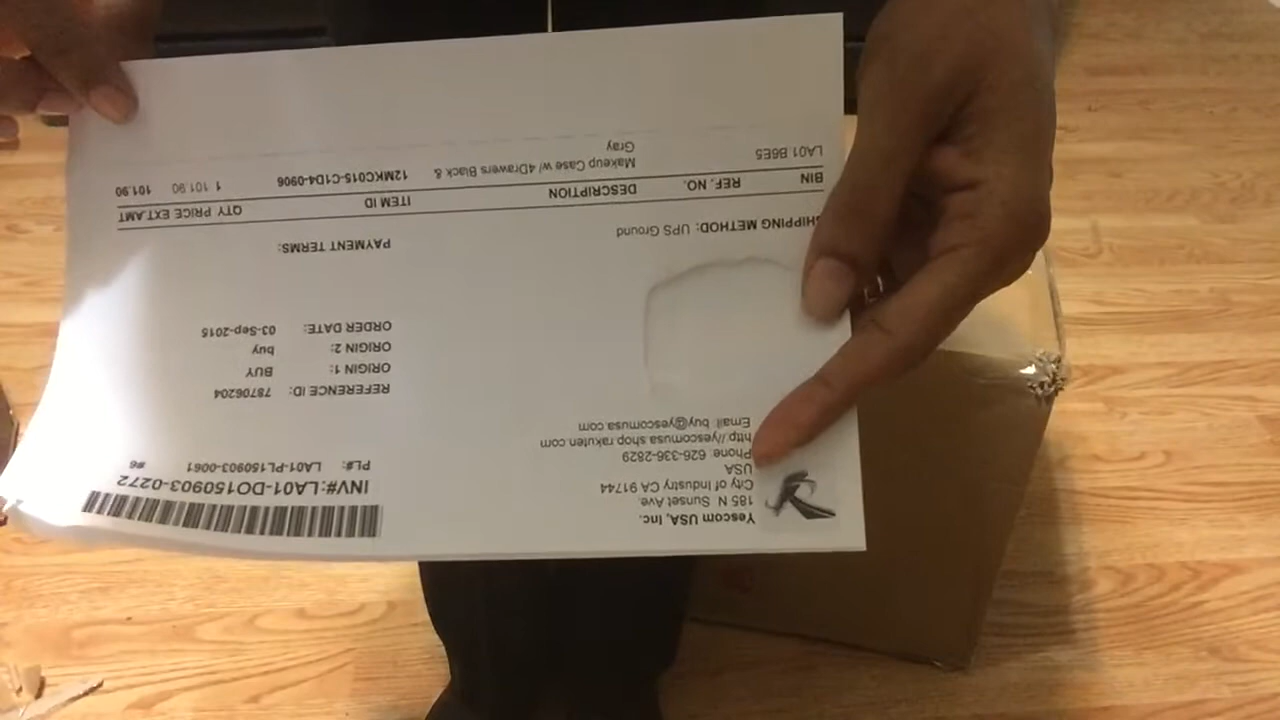 Yescom USA, Inc.
185 N. Sunset Ave.
City of Industry CA 91744
USA
Phone: 626-336-2829
http://yescomusa.shop.rakuten.com
Email: buy@yescomusa.com
INV#:LA01-DO150903-0272
PL#: LA01-PL150903-0061 #6
REFERENCE ID: 78706204
ORIGIN 1: BUY
ORIGIN 2: buy
ORDER DATE: 03-Sep-2015
SHIPPING METHOD: UPS Ground
PAYMENT TERMS:
BIN REF. NO. DESCRIPTION ITEM ID QTY PRICE EXT.AMT
LA01 B6E5 Makeup Case w/ 4Drawers Black & 12MKC015-C1D4-0906 1 101.90 101.90
Gray